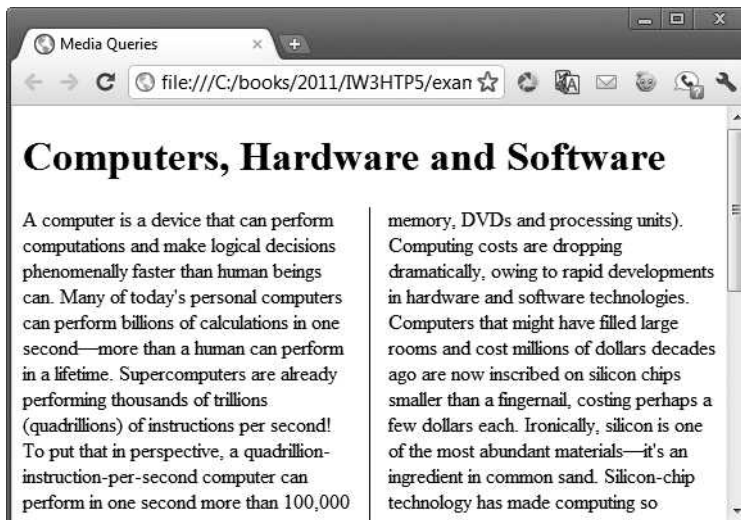 Media Queries
file:///C:/books/2011/IW3HTP5/exan
Computers, Hardware and Software
A computer is a device that can perform
computations and make logical decisions
phenomenally faster than human beings
can. Many of today's personal computers
can perform billions of calculations in one
second—more than a human can perform
in a lifetime. Supercomputers are already
performing thousands of trillions
(quadrillions) of instructions per second!
To put that in perspective, a quadrillion-
instruction-per-second computer can
perform in one second more than 100,000
memory, DVDs and processing units).
Computing costs are dropping
dramatically, owing to rapid developments
in hardware and software technologies.
Computers that might have filled large
rooms and cost millions of dollars decades
ago are now inscribed on silicon chips
smaller than a fingernail, costing perhaps a
few dollars each. Ironically, silicon is one
of the most abundant materials—it's an
ingredient in common sand. Silicon-chip
technology has made computing so